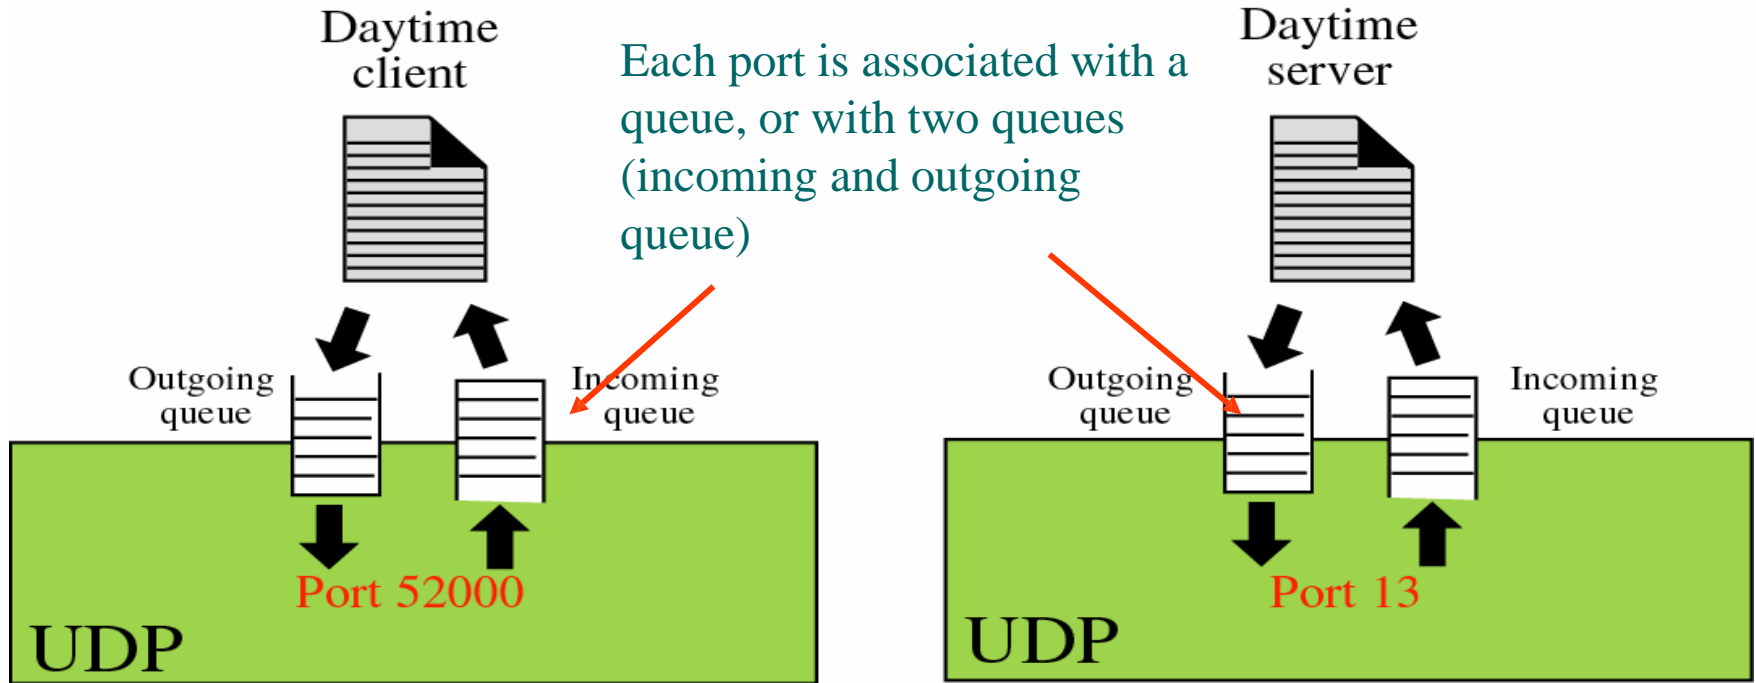 Daytime
client
Each port is associated with a
queue, or with two queues
(incoming and outgoing
queue)
Daytime
server
Outgoing
queue
Incoming
queue
Outgoing
queue
Incoming
queue
Port 52000
UDP
Port 13
UDP